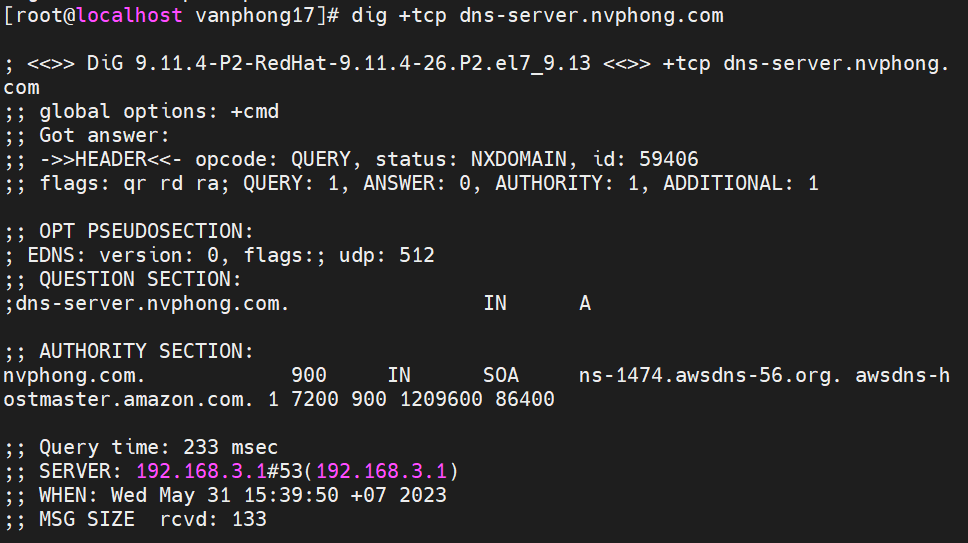 [root@localhost vanphong17]# dig +tcp dns-server.nvphong.com
; <<>> DiG 9.11.4-P2-RedHat-9.11.4-26.P2.el7_9.13 <<>> +tcp dns-server.nvphong.
com
;; global options: +cmd
;; Got answer:
;; ->>HEADER<<- opcode: QUERY, status: NXDOMAIN, id: 59406
;; flags: qr rd ra; QUERY: 1, ANSWER: 0, AUTHORITY: 1, ADDITIONAL: 1
;; OPT PSEUDOSECTION:
; EDNS: version: 0, flags:; udp: 512
;; QUESTION SECTION:
;dns-server.nvphong.com. IN A
;; AUTHORITY SECTION:
nvphong.com. 900 IN SOA ns-1474.awsdns-56.org. awsdns-h
ostmaster.amazon.com. 1 7200 900 1209600 86400
;; Query time: 233 msec
;; SERVER: 192.168.3.1#53(192.168.3.1)
;; WHEN: Wed May 31 15:39:50 +07 2023
;; MSG SIZE  rcvd: 133